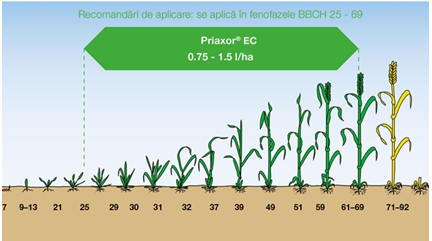 Recomandări de aplicare: se aplică în fenofazele BBCH 25 - 69
Priaxor® EC
0.75 - 1.5 l/ha
7 9–13 21 25 29 30 31 32 37 39 49 51 59 61–69 71–92